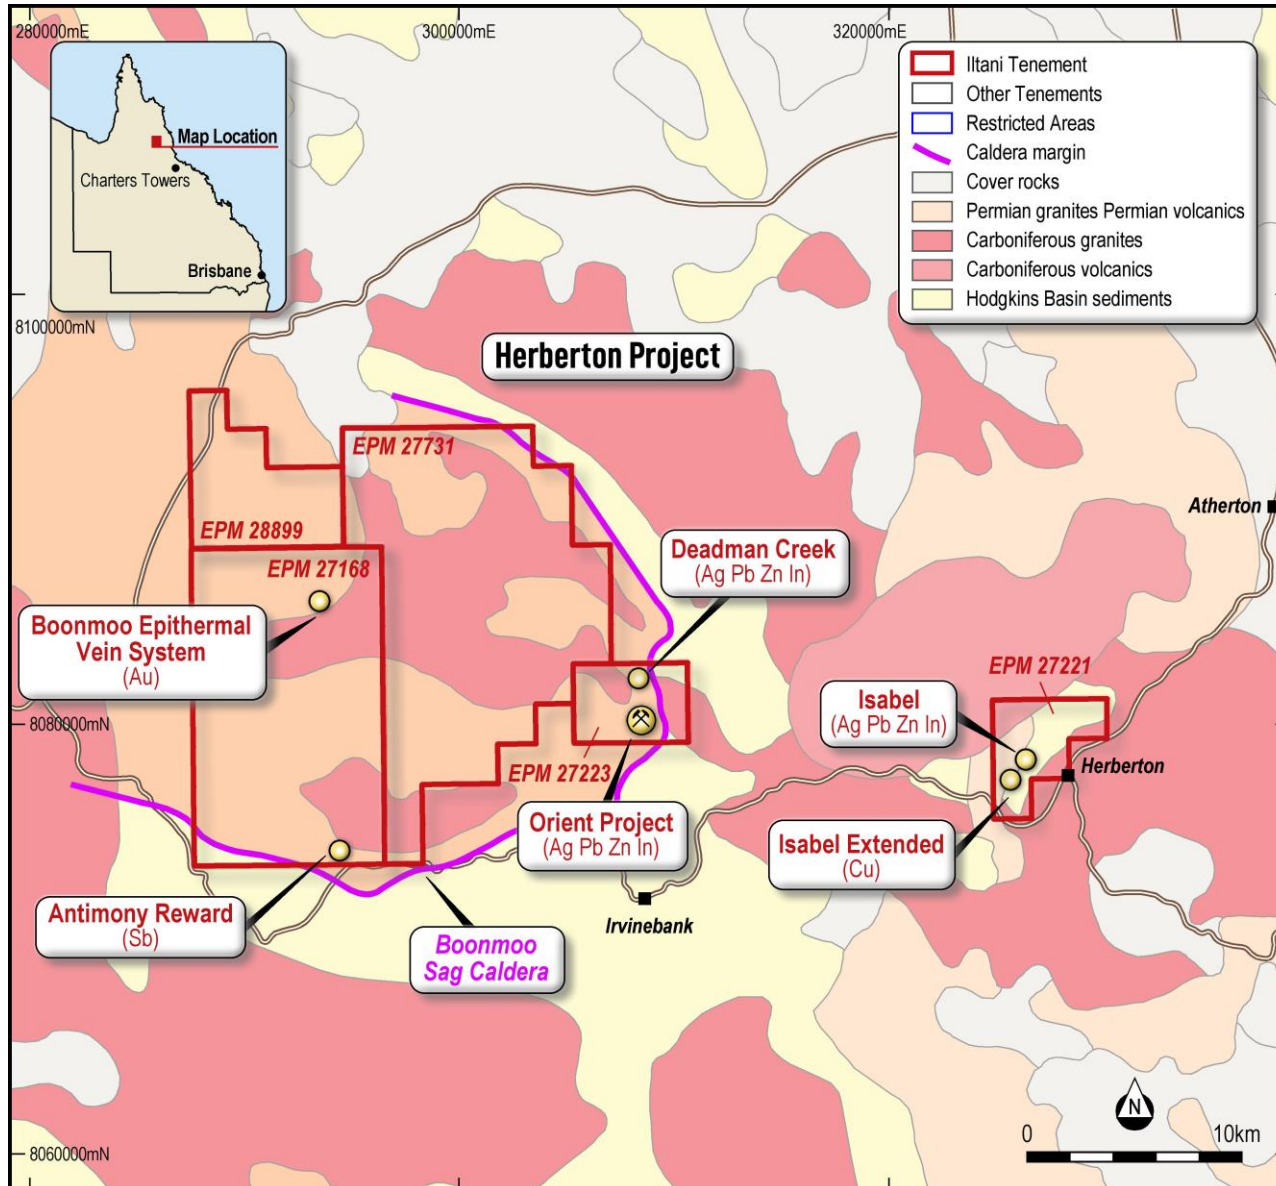 280000mE
300000mE
320000mE
8100000mN
8080000mN
8060000mN
Map Location
Charters Towers
Brisbane
Iltani Tenement
Other Tenements
Restricted Areas
Caldera margin
Cover rocks
Permian granites Permian volcanics
Carboniferous granites
Carboniferous volcanics
Hodgkins Basin sediments
Herberton Project
EPM 27731
EPM 28899
EPM 27168
Atherton
Deadman Creek
(Ag Pb Zn In)
Boonmoo Epithermal
Vein System
(Au)
EPM 27221
Isabel
(Ag Pb Zn In)
EPM 27223
Herberton
Orient Project
(Ag Pb Zn In)
Isabel Extended
(Cu)
Antimony Reward
(Sb)
Irvinebank
Boonmoo
Sag Caldera
N
0
10km